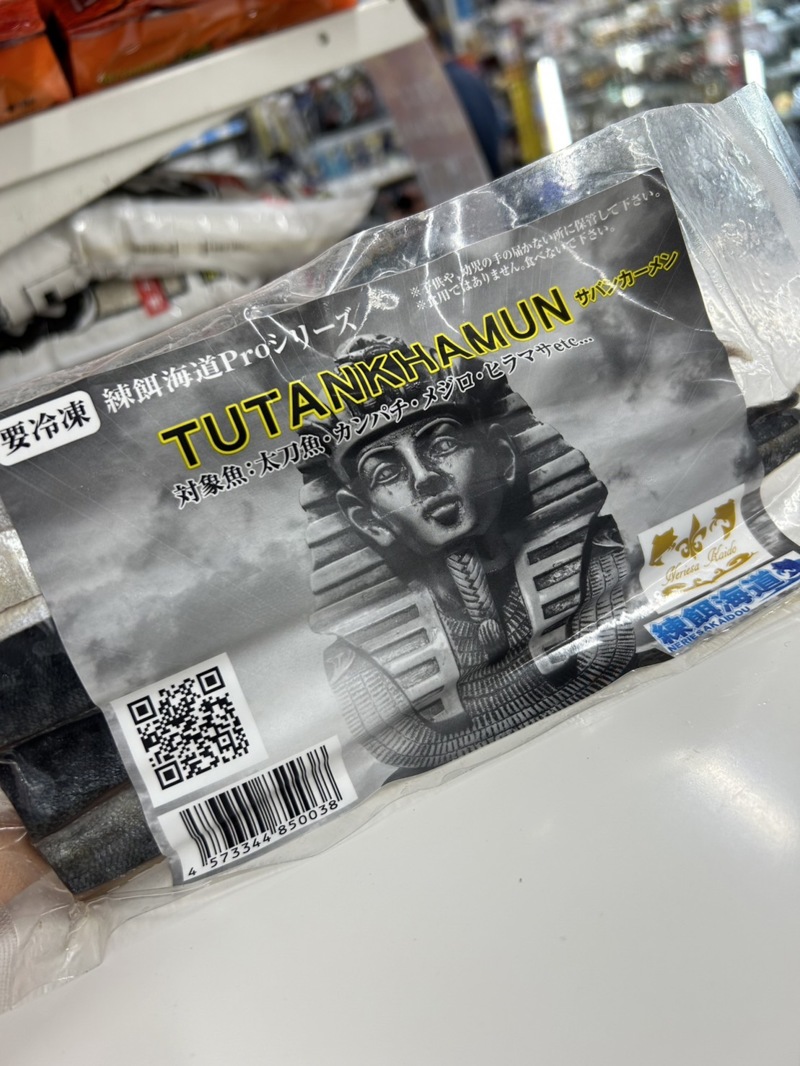 ※子供や、幼児の手の届かない所に保管して下さい。
※食用ではありません。食べないで下さい。
要冷凍
練餌海道Proシリーズ
TUTANKHAMUN サバンカーメン
対象魚：太刀魚・カンパチ・メジロ・ヒラマサetc...
Neriesa Kaido
練餌海道
NERIESAKAIDOU
4 573344 850038